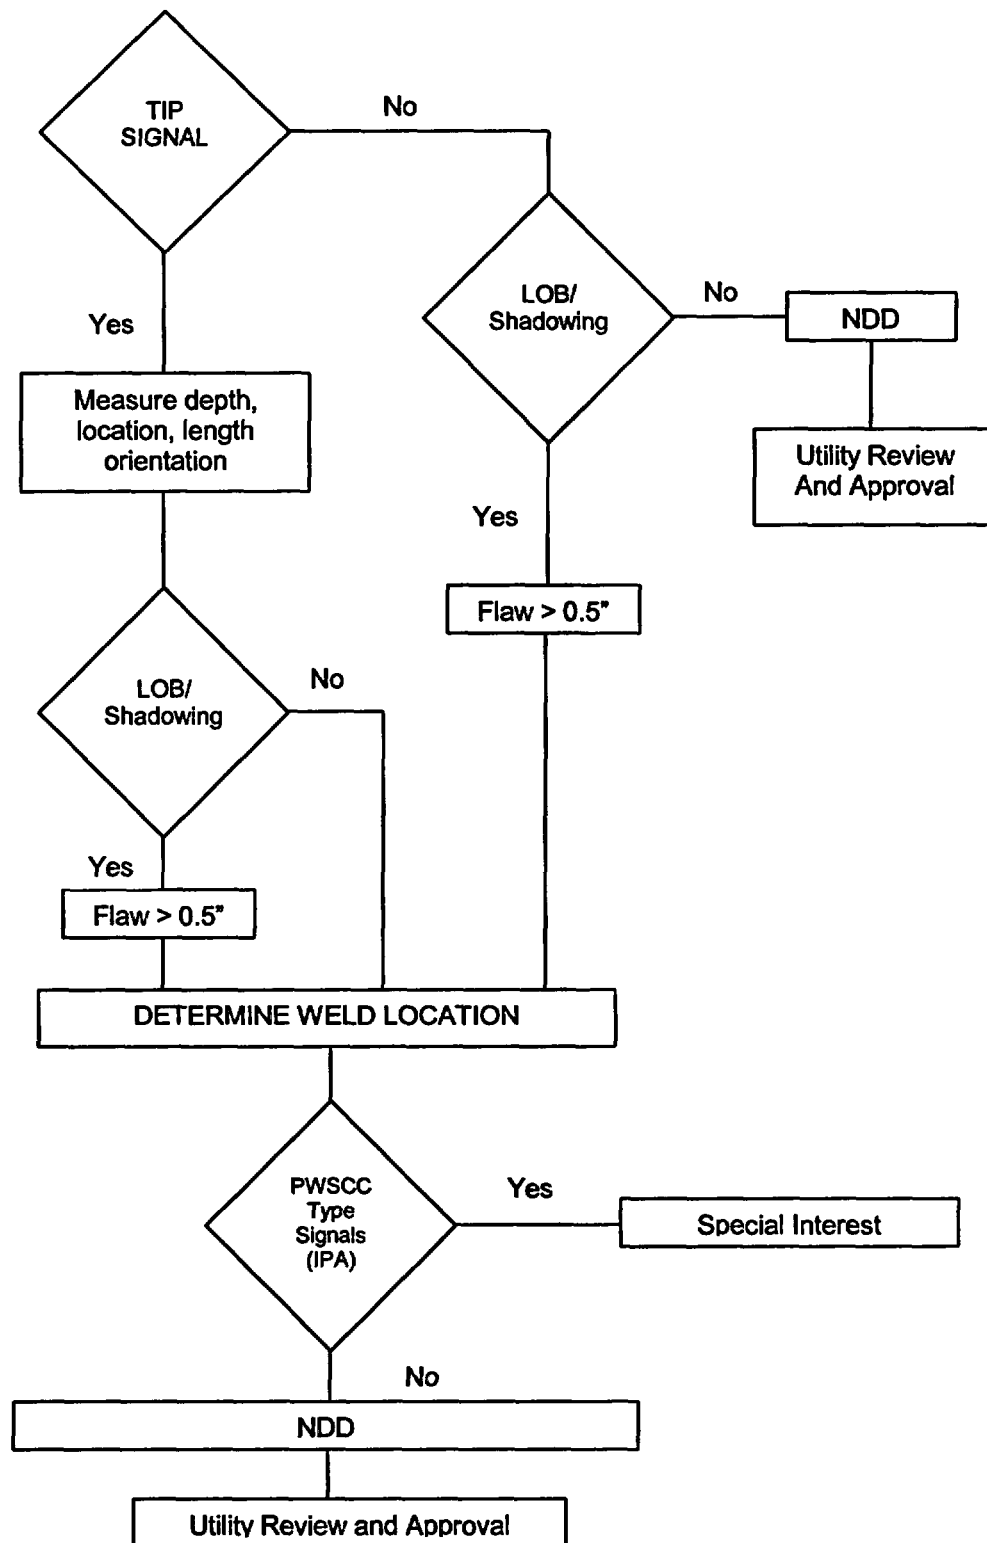 TIP
SIGNAL
No
Yes
LOB/
Shadowing
No
NDD
Measure depth,
location, length
orientation
Utility Review
And Approval
Yes
Flaw > 0.5"
LOB/
Shadowing
No
Yes
Flaw > 0.5"
DETERMINE WELD LOCATION
PWSCC
Type
Signals
(IPA)
Yes
Special Interest
No
NDD
Utility Review and Approval